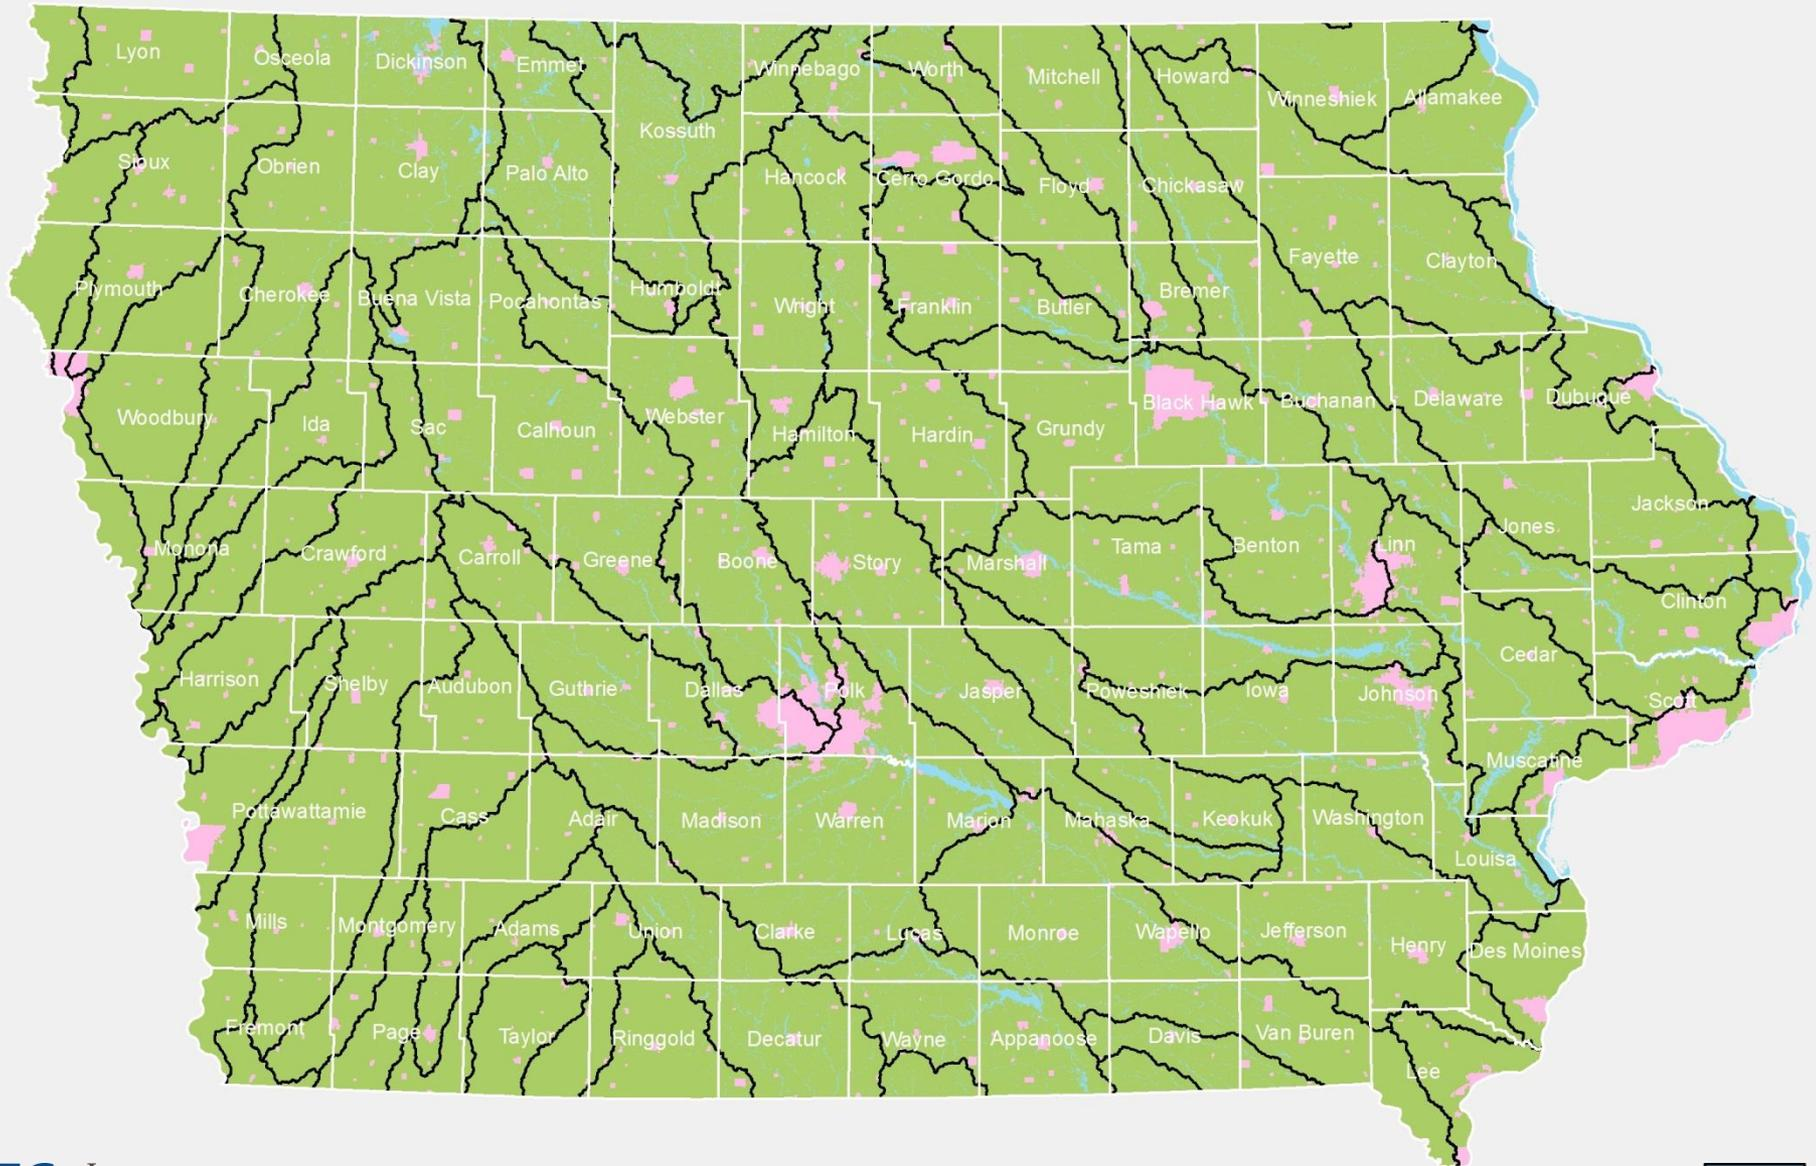 Lyon
Osceola
Dickinson
Emmet
Winnebago
Worth
Mitchell
Howard
Winneshiek
Allamakee
Kossuth
Sioux
Obrien
Clay
Palo Alto
Hancock
Cerro Gordo
Floyd
Chickasaw
Fayette
Clayton
Plymouth
Cherokee
Buena Vista
Pocahontas
Humboldt
Wright
Franklin
Butler
Bremer
Woodbury
Ida
Sac
Calhoun
Webster
Hamilton
Hardin
Grundy
Black Hawk
Buchanan
Delaware
Dubuque
Monona
Crawford
Carroll
Greene
Boone
Story
Marshall
Tama
Benton
Linn
Jones
Jackson
Clinton
Harrison
Shelby
Audubon
Guthrie
Dallas
Polk
Jasper
Poweshiek
Iowa
Johnson
Cedar
Scott
Muscatine
Pottawattamie
Cass
Adair
Madison
Warren
Marion
Mahaska
Keokuk
Washington
Louisa
Mills
Montgomery
Adams
Union
Clarke
Lucas
Monroe
Wapello
Jefferson
Henry
Des Moines
Fremont
Page
Taylor
Ringgold
Decatur
Wayne
Appanoose
Davis
Van Buren
Lee